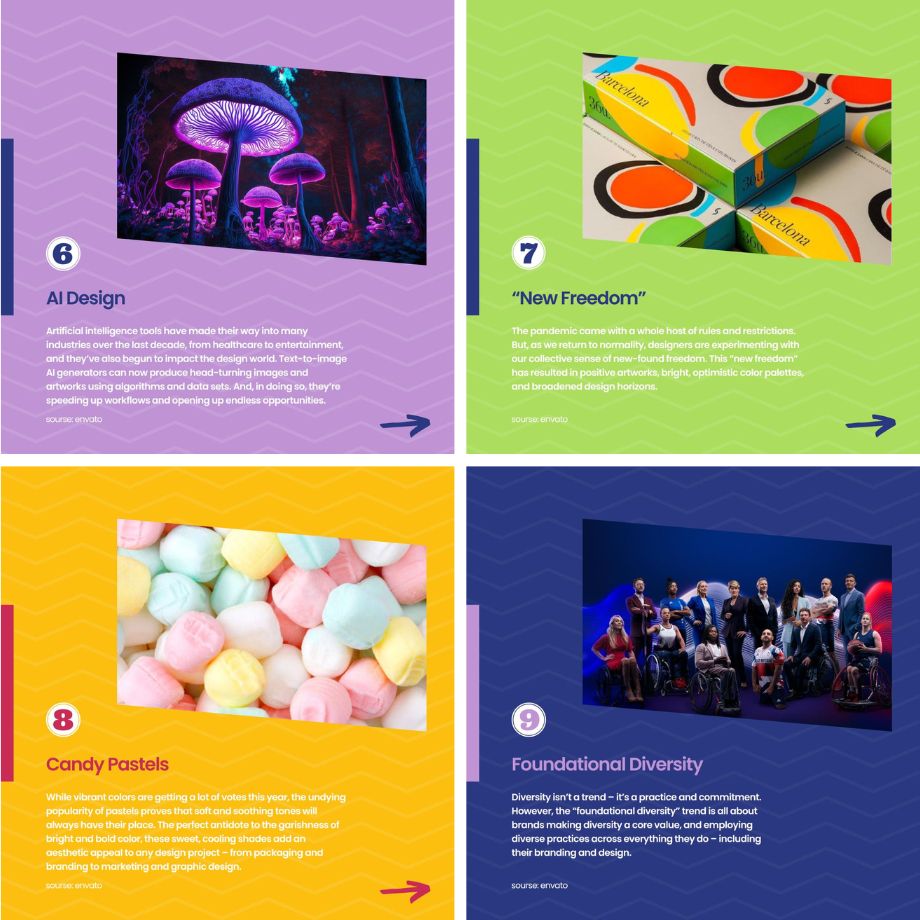 6
AI Design
Artificial intelligence tools have made their way into many
industries over the last decade, from healthcare to entertainment,
and they've also begun to impact the design world. Text-to-image
AI generators can now produce head-turning images and
artworks using algorithms and data sets. And, in doing so, they're
speeding up workflows and opening up endless opportunities.
sourse: envato
Barcelona
30u
30u
Barcelona
7
“New Freedom”
The pandemic came with a whole host of rules and restrictions.
But, as we return to normality, designers are experimenting with
our collective sense of new-found freedom. This “new freedom”
has resulted in positive artworks, bright, optimistic color palettes,
and broadened design horizons.
sourse: envato
8
Candy Pastels
While vibrant colors are getting a lot of votes this year, the undying
popularity of pastels proves that soft and soothing tones will
always have their place. The perfect antidote to the garishness of
bright and bold color, these sweet, cooling shades add an
aesthetic appeal to any design project – from packaging and
branding to marketing and graphic design.
sourse: envato
9
Foundational Diversity
Diversity isn't a trend – it's a practice and commitment.
However, the “foundational diversity” trend is all about
brands making diversity a core value, and employing
diverse practices across everything they do – including
their branding and design.
sourse: envato